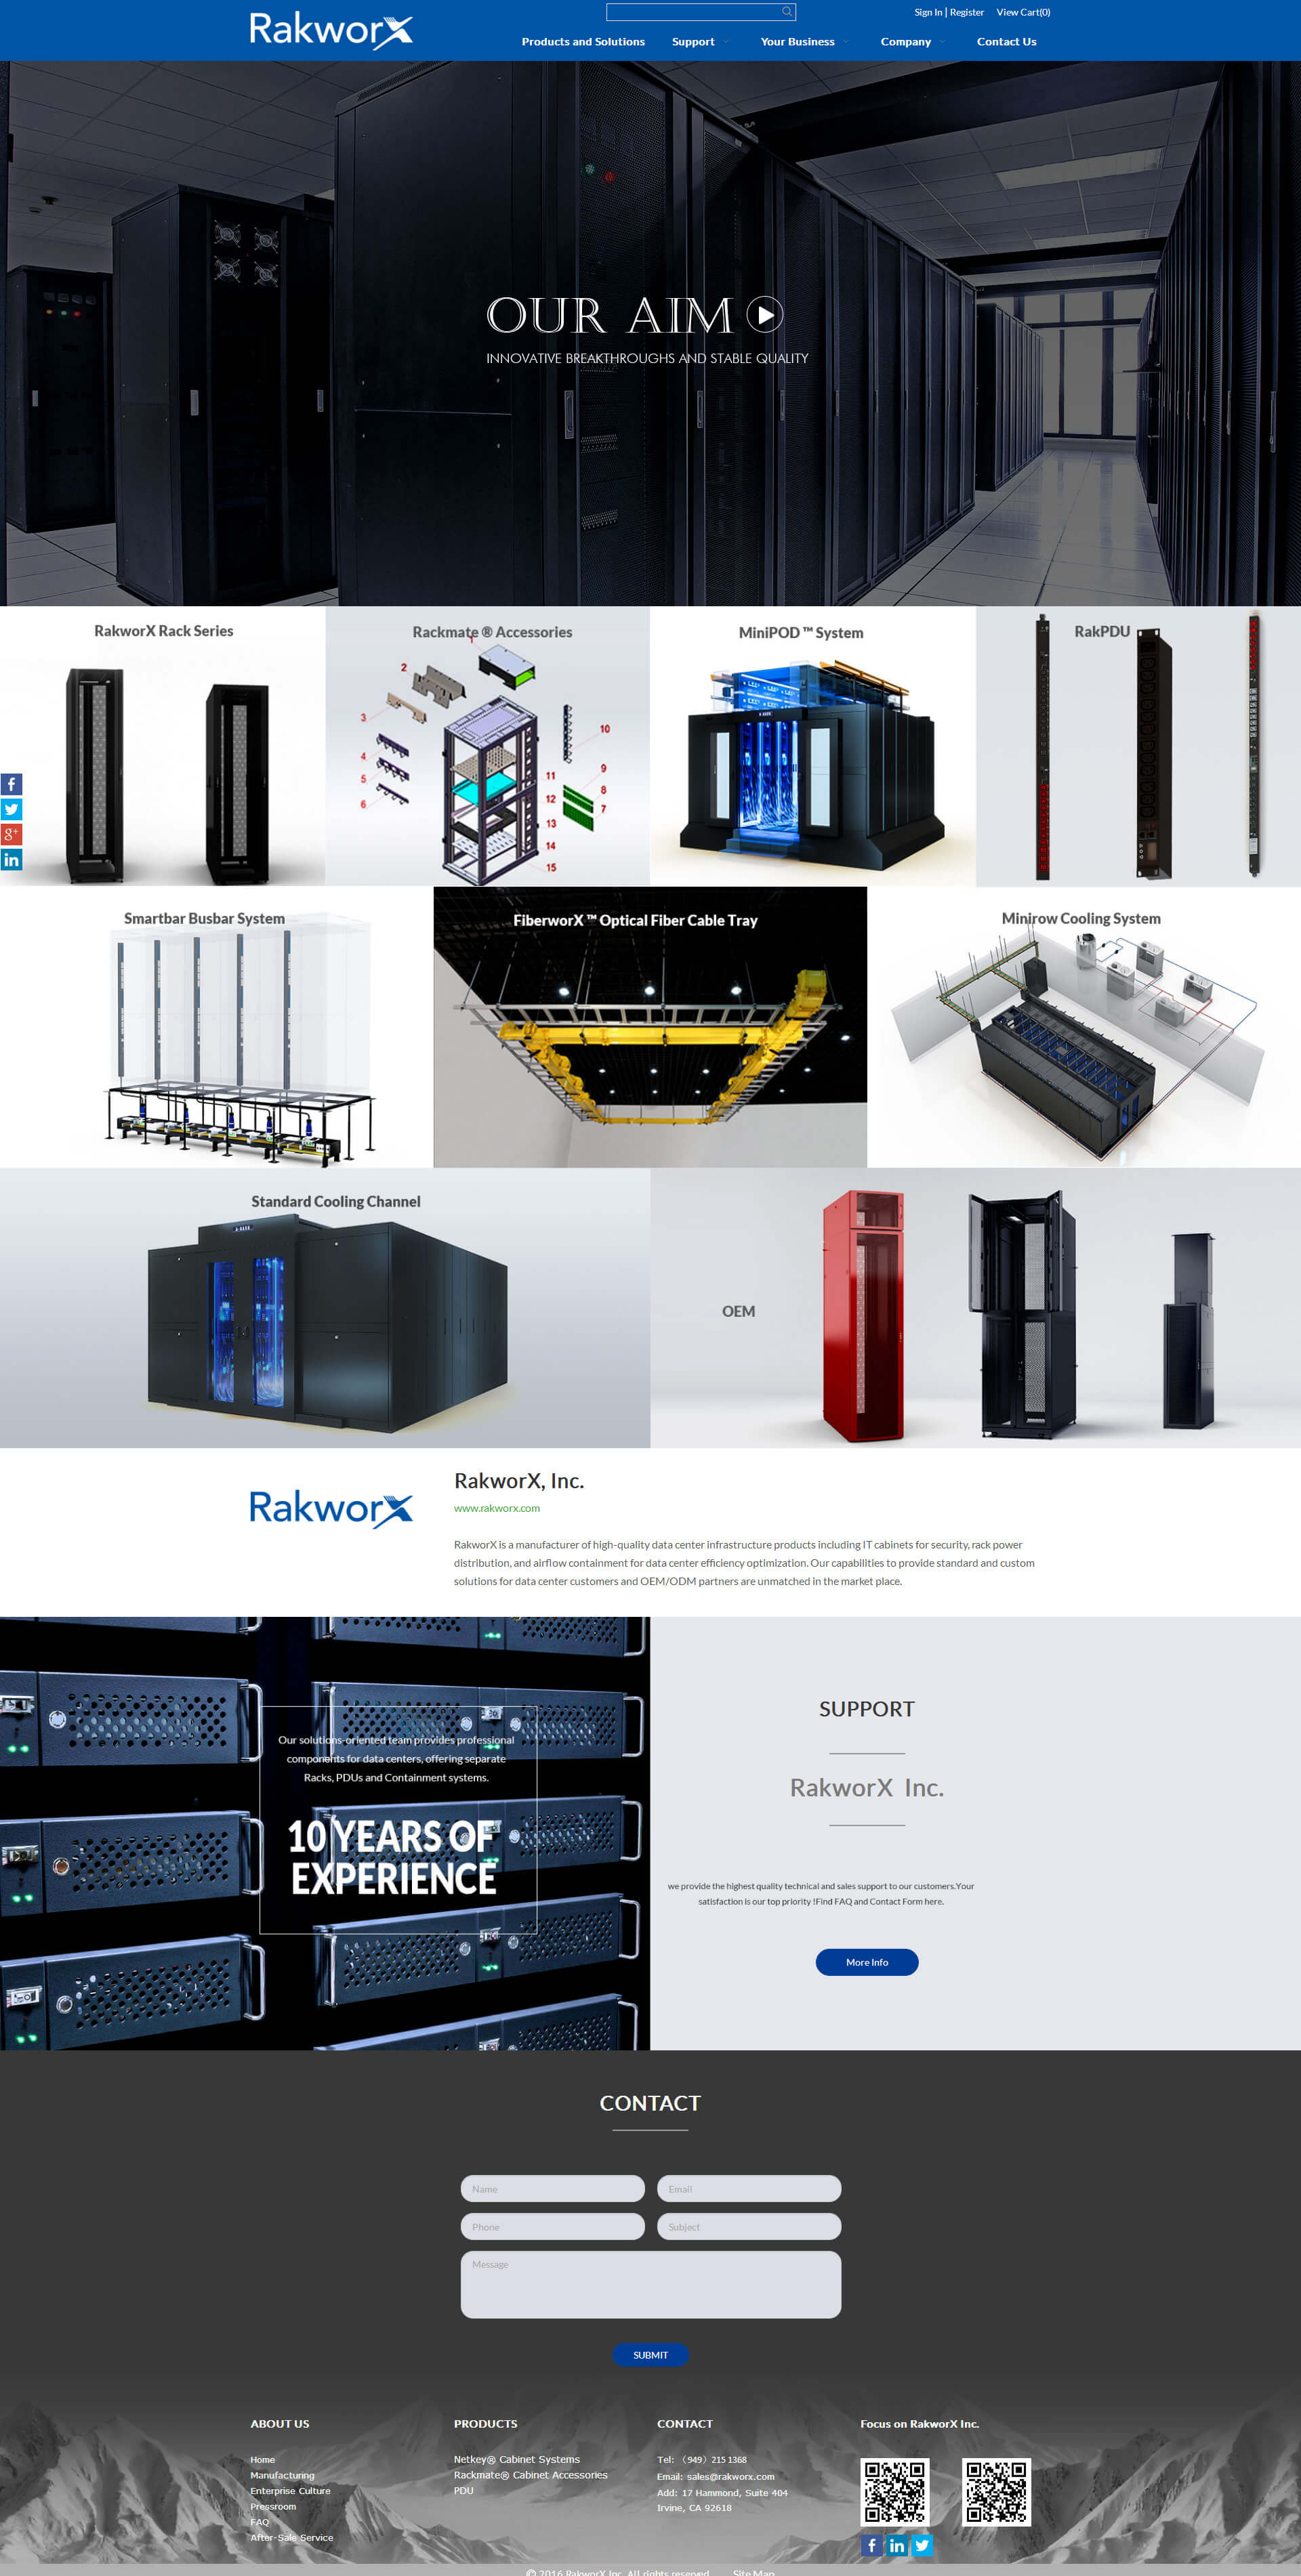 RakworX
Sign In | Register View Cart(0)
Products and Solutions Support Your Business Company Contact Us
OUR AIM
INNOVATIVE BREAKTHROUGHS AND STABLE QUALITY
RakworX Rack Series
Rackmate ® Accessories
MiniPOD ™ System
RakPDU
1
2
3
4
5
6
10
9
8
7
11
12
13
14
15
Smartbar Busbar System
FiberworX ™ Optical Fiber Cable Tray
Minirow Cooling System
Standard Cooling Channel
OEM
RakworX
RakworX, Inc.
www.rakworx.com
RakworX is a manufacturer of high-quality data center infrastructure products including IT cabinets for security, rack power
distribution, and airflow containment for data center efficiency optimization. Our capabilities to provide standard and custom
solutions for data center customers and OEM/ODM partners are unmatched in the market place.
Our solutions-oriented team provides professional
components for data centers, offering separate
Racks, PDUs and Containment systems.
10 YEARS OF
EXPERIENCE
SUPPORT
RakworX Inc.
we provide the highest quality technical and sales support to our customers.Your
satisfaction is our top priority !Find FAQ and Contact Form here.
More Info
CONTACT
Name Email
Phone Subject
Message
SUBMIT
ABOUT US
Home
Manufacturing
Enterprise Culture
Pressroom
FAQ
After-Sale Service
PRODUCTS
Netkey® Cabinet Systems
Rackmate® Cabinet Accessories
PDU
CONTACT
Tel: （949）215 1368
Email: sales@rakworx.com
Add: 17 Hammond, Suite 404
Irvine, CA 92618
Focus on RakworX Inc.
© 2016 RakworX Inc. All rights reserved. Site Map